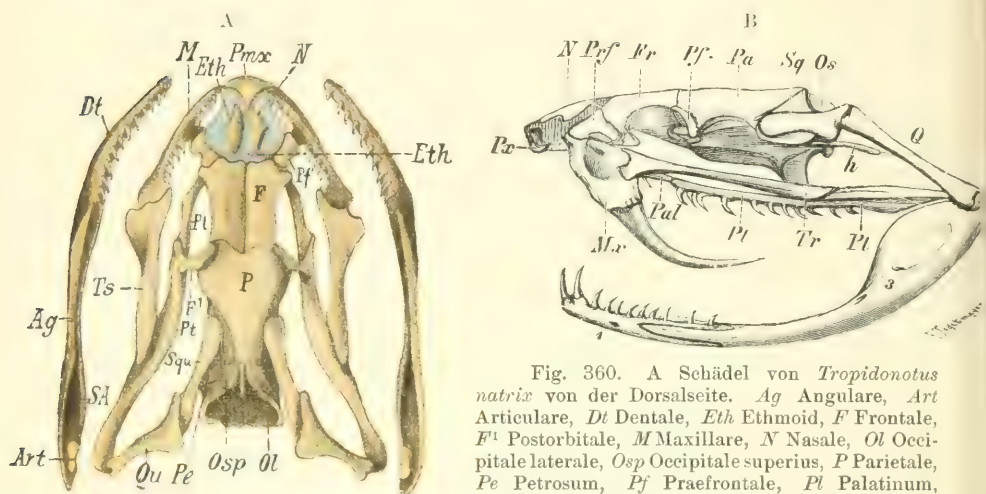 A
B
M
Eth
Pmx
N
Dt
Eth
Pf
F
Pl
Ts
P
F¹
Ag
Pt
Squ
SA
Art
Qu
Pe
Osp
Ol
N
Prf
Fr
Pf.
Pa
Sq
Os
Q
Px
h
Pal
Mx
Pt
Tr
Pt
3
1
Fig. 360. A Schädel von Tropidonotus
natrix von der Dorsalseite. Ag Angulare, Art
Articulare, Dt Dentale, Eth Ethmoid, F Frontale,
F¹ Postorbitale, M Maxillare, N Nasale, Ol Occi-
pitale laterale, Osp Occipitale superius, P Parietale,
Pe Petrosum, Pf Praefrontale, Pl Palatinum,